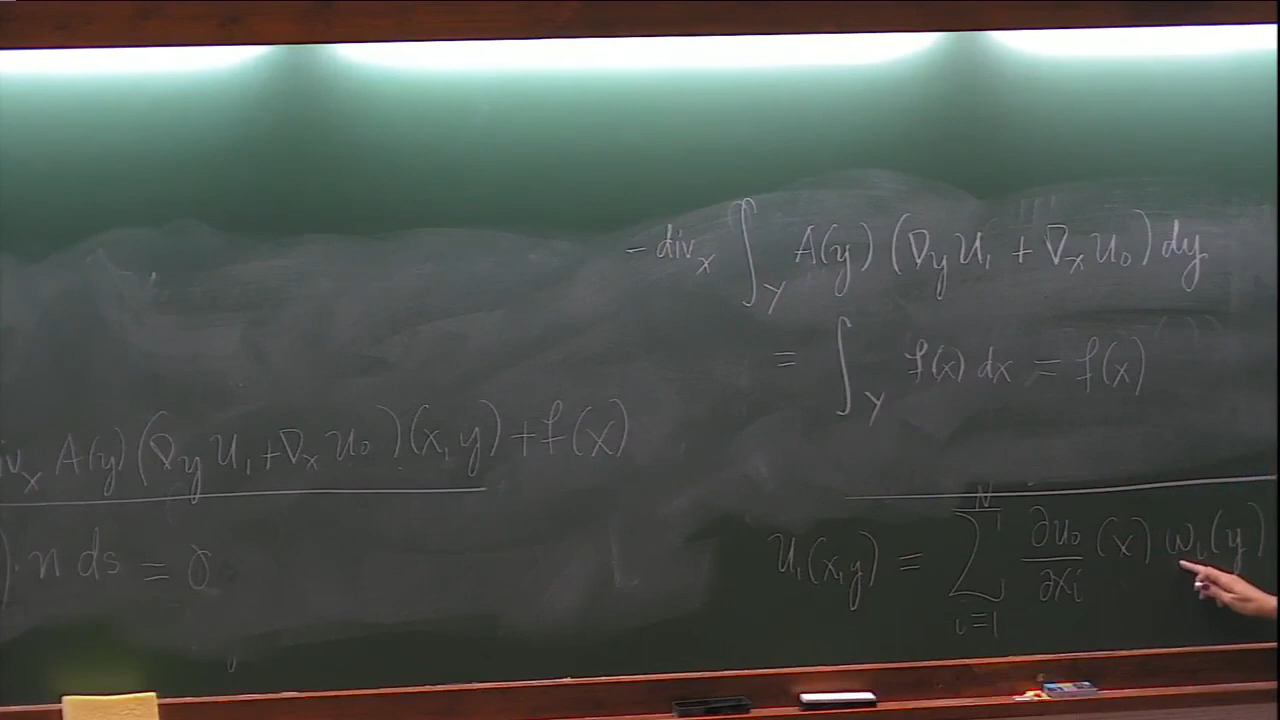 - div_x ∫_Y A(y) (∇_y u_1 + ∇_x u_0) dy
= ∫_Y f(x) dx = f(x)
iv_x A(y) (∇_y u_1 + ∇_x u_0)(x,y) + f(x)
) · n ds = 0
u_1(x,y) = ∑_{i=1}^{N} ∂u_0/∂x_i (x) ω_i(y)